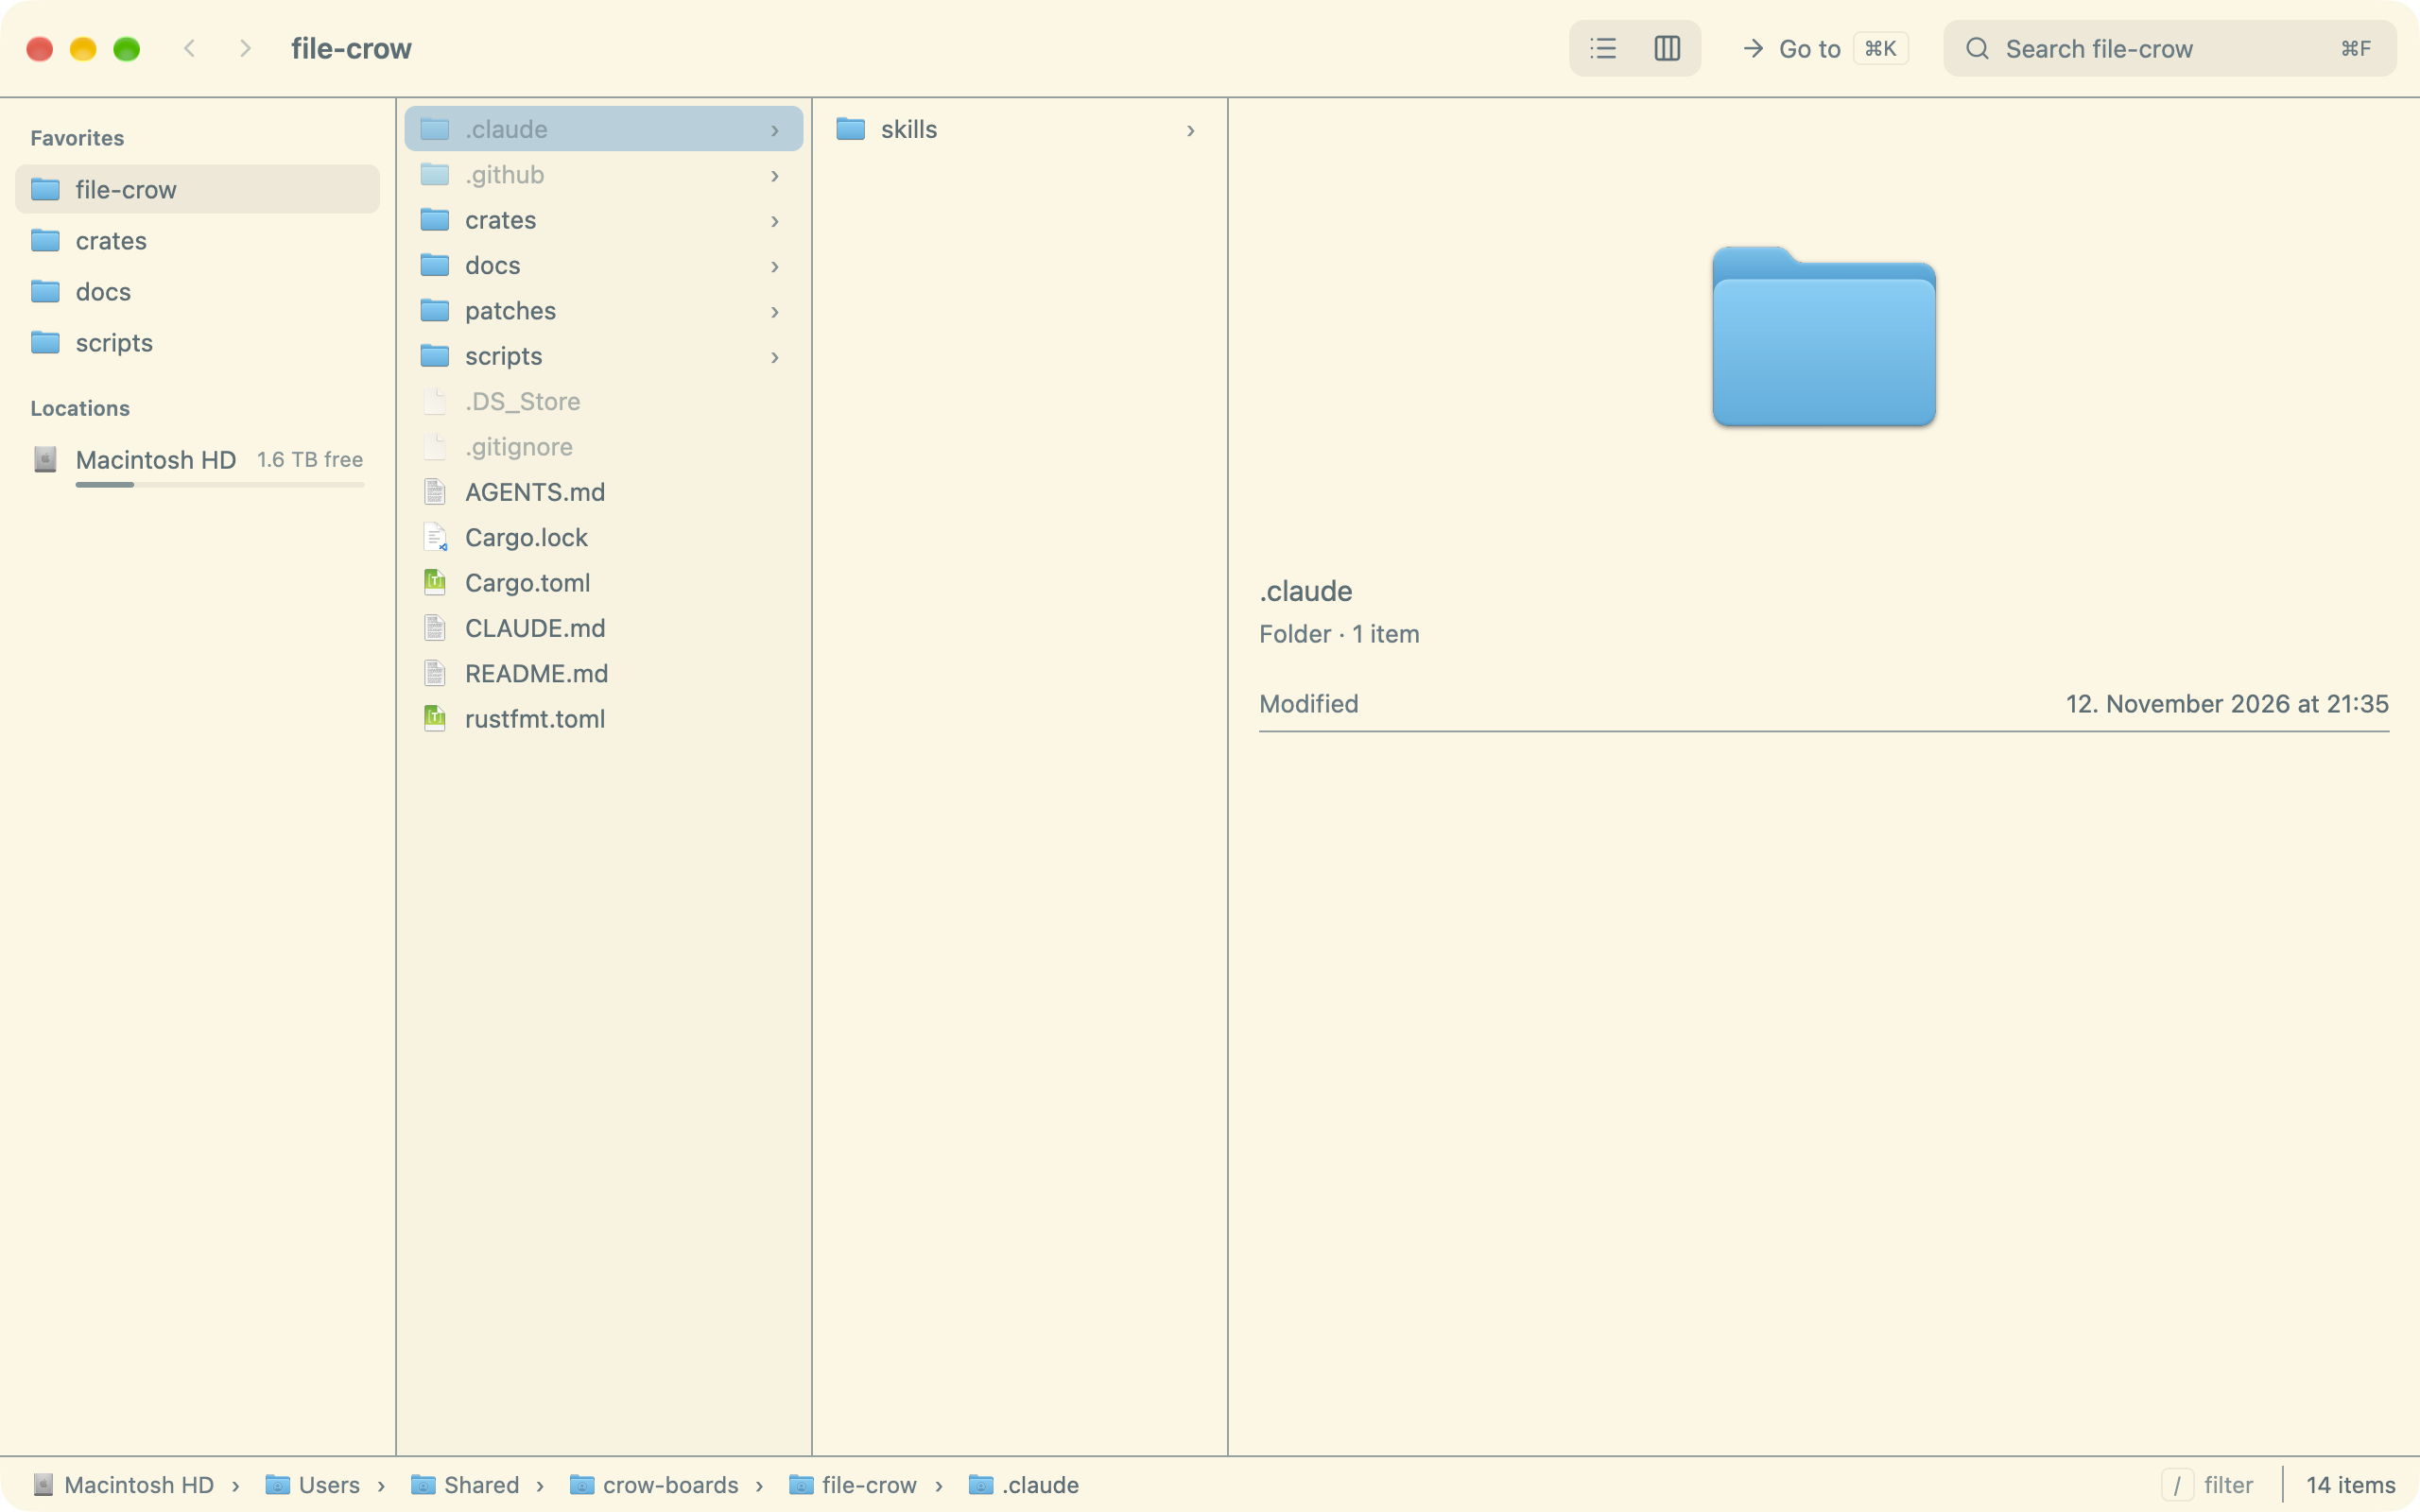 file-crow
Go to ⌘K
Search file-crow ⌘F
Favorites
file-crow
crates
docs
scripts
Locations
Macintosh HD 1.6 TB free
.claude
.github
crates
docs
patches
scripts
.DS_Store
.gitignore
AGENTS.md
Cargo.lock
Cargo.toml
CLAUDE.md
README.md
rustfmt.toml
skills
.claude
Folder · 1 item
Modified 12. November 2026 at 21:35
Macintosh HD › Users › Shared › crow-boards › file-crow › .claude
/ filter 14 items